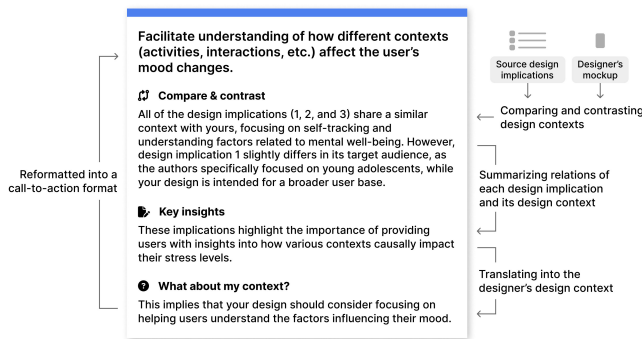 Facilitate understanding of how different contexts
(activities, interactions, etc.) affect the user's
mood changes.
Compare & contrast
All of the design implications (1, 2, and 3) share a similar
context with yours, focusing on self-tracking and
understanding factors related to mental well-being. However,
design implication 1 slightly differs in its target audience, as
the authors specifically focused on young adolescents, while
your design is intended for a broader user base.
Key insights
These implications highlight the importance of providing
users with insights into how various contexts causally impact
their stress levels.
What about my context?
This implies that your design should consider focusing on
helping users understand the factors influencing their mood.
Reformatted into a
call-to-action format
Source design
implications
Designer's
mockup
Comparing and contrasting
design contexts
Summarizing relations of
each design implication
and its design context
Translating into the
designer's design context